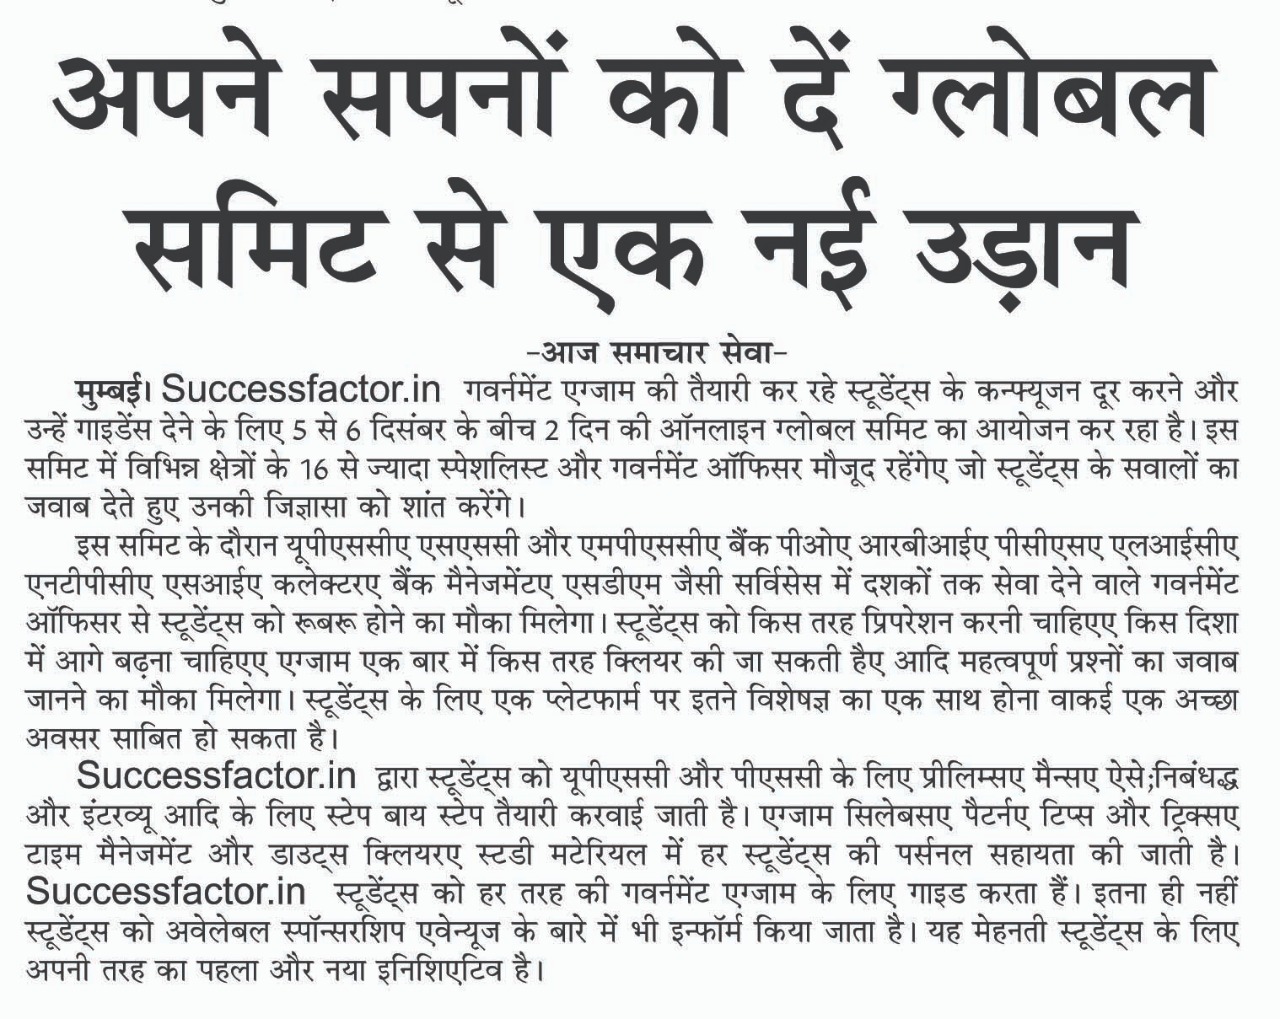 अपने सपनों को दें ग्लोबल
समिट से एक नई उड़ान
-आज समाचार सेवा-
मुम्बई। Successfactor.in गवर्नमेंट एग्जाम की तैयारी कर रहे स्टूडेंट्स के कन्फ्यूजन दूर करने और
उन्हें गाइडेंस देने के लिए 5 से 6 दिसंबर के बीच 2 दिन की ऑनलाइन ग्लोबल समिट का आयोजन कर रहा है। इस
समिट में विभिन्न क्षेत्रों के 16 से ज्यादा स्पेशलिस्ट और गवर्नमेंट ऑफिसर मौजूद रहेंगेए जो स्टूडेंट्स के सवालों का
जवाब देते हुए उनकी जिज्ञासा को शांत करेंगे।
इस समिट के दौरान यूपीएससीए एसएससी और एमपीएससीए बैंक पीओए आरबीआईए पीसीएसए एलआईसीए
एनटीपीसीए एसआईए कलेक्टरए बैंक मैनेजमेंटए एसडीएम जैसी सर्विसेस में दशकों तक सेवा देने वाले गवर्नमेंट
ऑफिसर से स्टूडेंट्स को रूबरू होने का मौका मिलेगा। स्टूडेंट्स को किस तरह प्रिपरेशन करनी चाहिएए किस दिशा
में आगे बढ़ना चाहिएए एग्जाम एक बार में किस तरह क्लियर की जा सकती हैए आदि महत्वपूर्ण प्रश्नों का जवाब
जानने का मौका मिलेगा। स्टूडेंट्स के लिए एक प्लेटफार्म पर इतने विशेषज्ञ का एक साथ होना वाकई एक अच्छा
अवसर साबित हो सकता है।
Successfactor.in द्वारा स्टूडेंट्स को यूपीएससी और पीएससी के लिए प्रीलिम्सए मैन्सए ऐसे;निबंधद्ध
और इंटरव्यू आदि के लिए स्टेप बाय स्टेप तैयारी करवाई जाती है। एग्जाम सिलेबसए पैटर्नए टिप्स और ट्रिक्सए
टाइम मैनेजमेंट और डाउट्स क्लियरए स्टडी मटेरियल में हर स्टूडेंट्स की पर्सनल सहायता की जाती है।
Successfactor.in स्टूडेंट्स को हर तरह की गवर्नमेंट एग्जाम के लिए गाइड करता हैं। इतना ही नहीं
स्टूडेंट्स को अवेलेबल स्पॉन्सरशिप एवेन्यूज के बारे में भी इन्फॉर्म किया जाता है। यह मेहनती स्टूडेंट्स के लिए
अपनी तरह का पहला और नया इनिशिएटिव है।